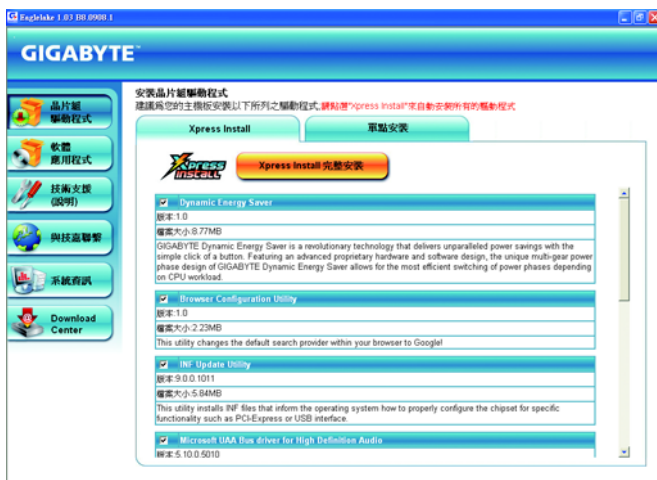 Eaglelake 1.03 B8.0908.1
GIGABYTE™
晶片組
驅動程式
軟體
應用程式
技術支援
(說明)
與技嘉聯繫
系統資訊
Download
Center
安裝晶片組驅動程式
建議為您的主機板安裝以下所列之驅動程式,請點選"Xpress Install"來自動安裝所有的驅動程式
Xpress Install
單點安裝
Xpress
INSTALL
Xpress Install 完整安裝
Dynamic Energy Saver
版本:1.0
檔案大小:8.77MB
GIGABYTE Dynamic Energy Saver is a revolutionary technology that delivers unparalleled power savings with the
simple click of a button. Featuring an advanced proprietary hardware and software design, the unique multi-gear power
phase design of GIGABYTE Dynamic Energy Saver allows for the most efficient switching of power phases depending
on CPU workload.
Browser Configuration Utility
版本:1.0
檔案大小:2.23MB
This utility changes the default search provider within your browser to Google!
INF Update Utility
版本:9.0.0.1011
檔案大小:5.84MB
This utility installs INF files that inform the operating system how to properly configure the chipset for specific
functionality such as PCI-Express or USB interface.
Microsoft UAA Bus driver for High Definition Audio
版本:5.10.0.5010